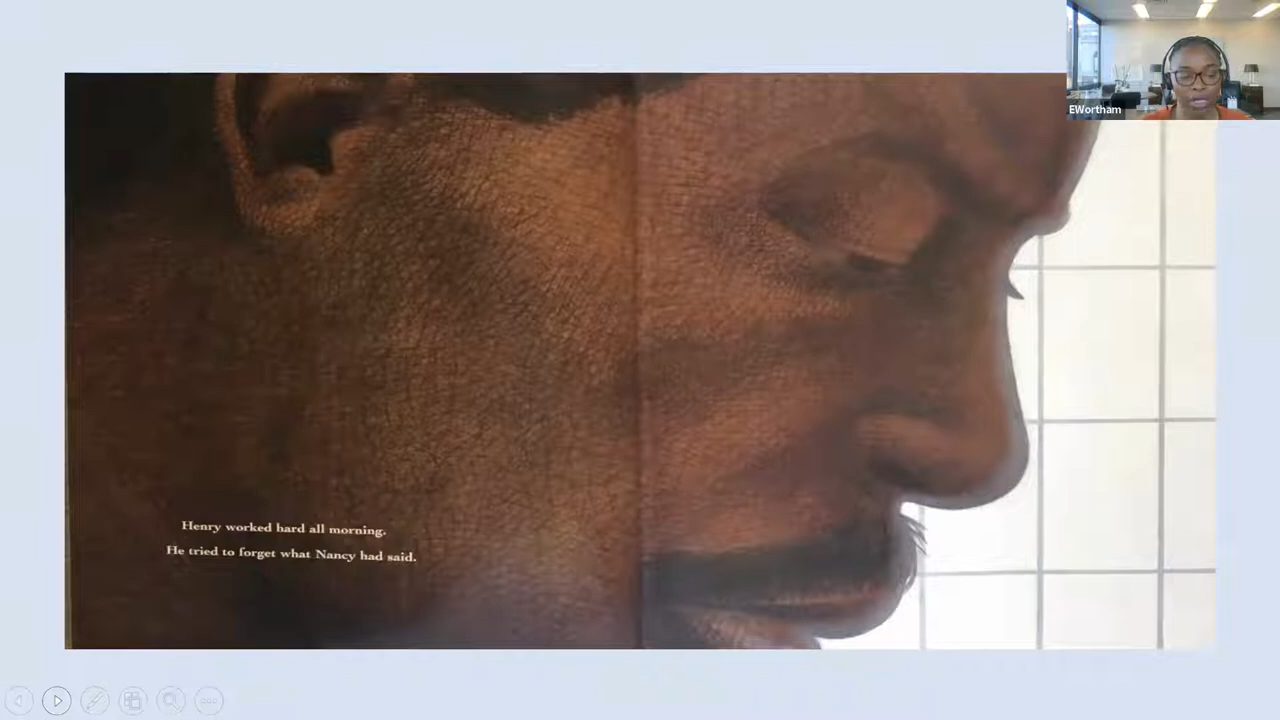 EWortham
Henry worked hard all morning.
He tried to forget what Nancy had said.